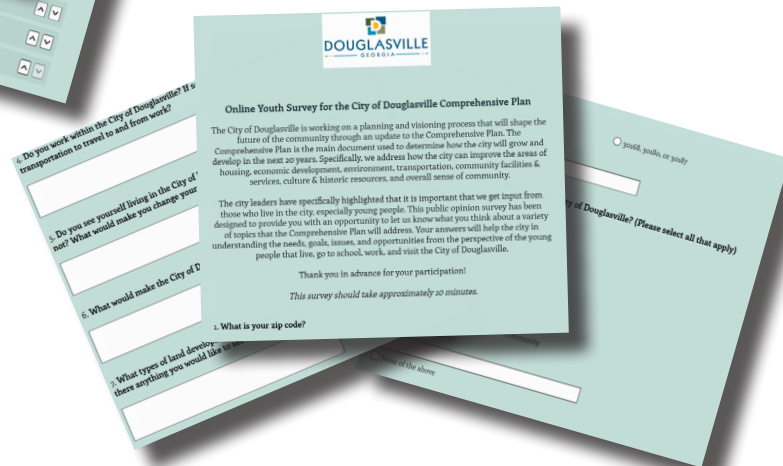 DOUGLASVILLE
GEORGIA
Online Youth Survey for the City of Douglasville Comprehensive Plan
The City of Douglasville is working on a planning and visioning process that will shape the
future of the community through an update to the Comprehensive Plan. The
Comprehensive Plan is the main document used to determine how the city will grow and
develop in the next 20 years. Specifically, we address how the city can improve the areas of
housing, economic development, environment, transportation, community facilities &
services, culture & historic resources, and overall sense of community.
The city leaders have specifically highlighted that it is important that we get input from
those who live in the city, especially young people. This public opinion survey has been
designed to provide you with an opportunity to let us know what you think about a variety
of topics that the Comprehensive Plan will address. Your answers will help the city in
understanding the needs, goals, issues, and opportunities from the perspective of the young
people that live, go to school, work, and visit the City of Douglasville.
Thank you in advance for your participation!
This survey should take approximately 10 minutes.
1. What is your zip code?
4. Do you work within the City of Douglasville? If
transportation to travel to and from work?
5. Do you see yourself living in the City of
not? What would make you change your
6. What would make the City of
7. What types of land
there anything you would like to
30168, 30180, or 30187
of Douglasville? (Please select all that apply)
None of the above